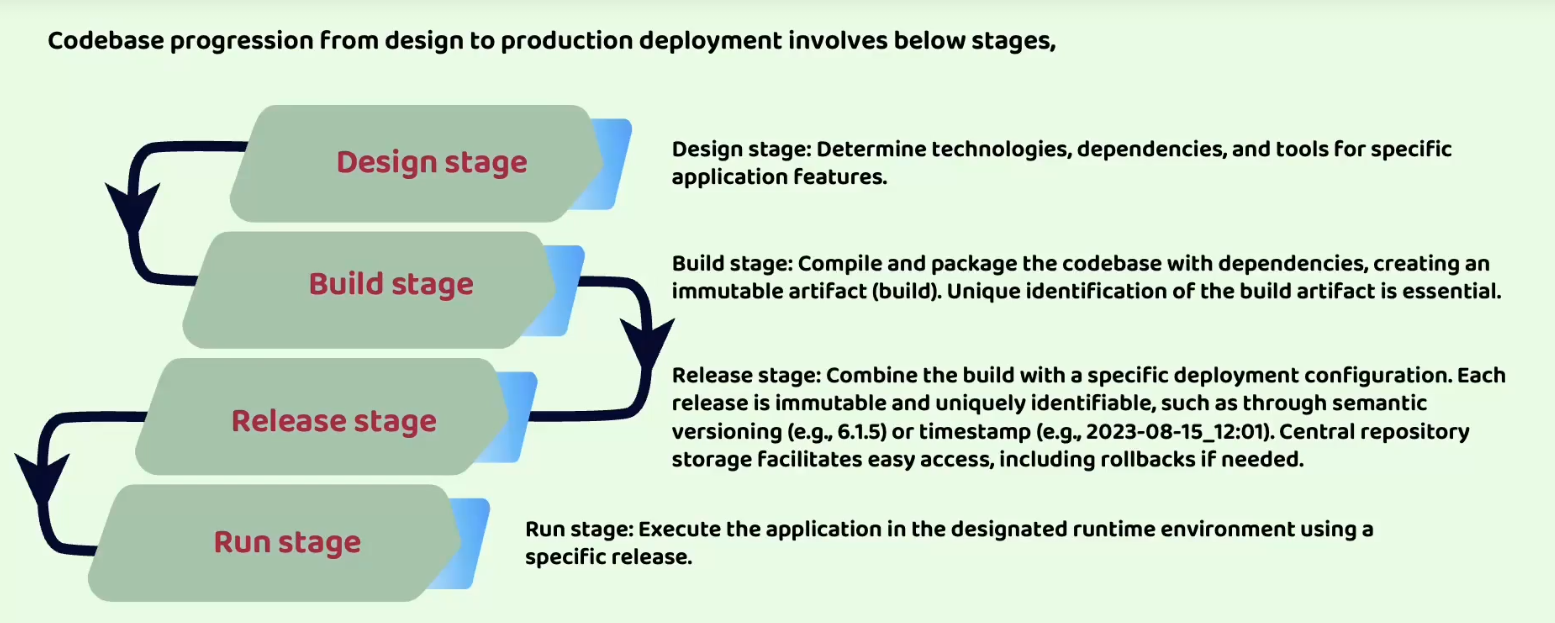 Codebase progression from design to production deployment involves below stages,
Design stage
Design stage: Determine technologies, dependencies, and tools for specific
application features.
Build stage
Build stage: Compile and package the codebase with dependencies, creating an
immutable artifact (build). Unique identification of the build artifact is essential.
Release stage
Release stage: Combine the build with a specific deployment configuration. Each
release is immutable and uniquely identifiable, such as through semantic
versioning (e.g., 6.1.5) or timestamp (e.g., 2023-08-15_12:01). Central repository
storage facilitates easy access, including rollbacks if needed.
Run stage
Run stage: Execute the application in the designated runtime environment using a
specific release.